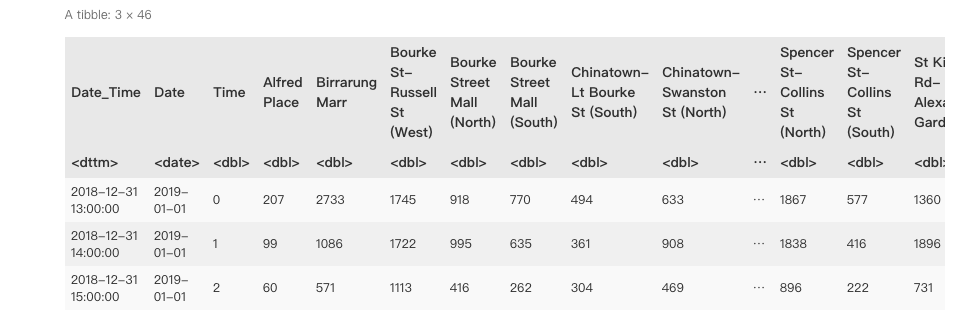 A tibble: 3 × 46
Date_Time Date Time Alfred Place Birrarung Marr Bourke St–Russell St (West) Bourke Street Mall (North) Bourke Street Mall (South) Chinatown–Lt Bourke St (South) Chinatown–Swanston St (North) ⋯ Spencer St–Collins St (North) Spencer St–Collins St (South) St Rd–
<dttm> <date> <dbl> <dbl> <dbl> <dbl> <dbl> <dbl> <dbl> <dbl> ⋯ <dbl> <dbl> <dbl>
2018–12–31 13:00:00 2019–01–01 0 207 2733 1745 918 770 494 633 ⋯ 1867 577 1360
2018–12–31 14:00:00 2019–01–01 1 99 1086 1722 995 635 361 908 ⋯ 1838 416 1896
2018–12–31 15:00:00 2019–01–01 2 60 571 1113 416 262 304 469 ⋯ 896 222 731